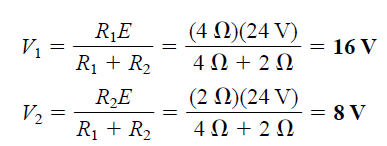 V₁ = R₁E / (R₁ + R₂) = (4 Ω)(24 V) / (4 Ω + 2 Ω) = 16 V
V₂ = R₂E / (R₁ + R₂) = (2 Ω)(24 V) / (4 Ω + 2 Ω) = 8 V